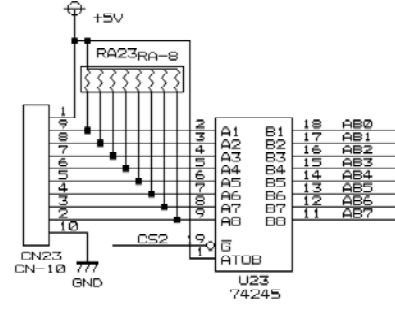 +5V
RA23 RA-8
1
9 2 A1 B1 18 AB0
8 3 A2 B2 17 AB1
7 4 A3 B3 16 AB2
6 5 A4 B4 15 AB3
5 6 A5 B5 14 AB4
4 7 A6 B6 13 AB5
3 8 A7 B7 12 AB6
2 9 A8 B8 11 AB7
10
CS2 19 G
1 ATOB
CN23
CN-10
GND
U23
74245